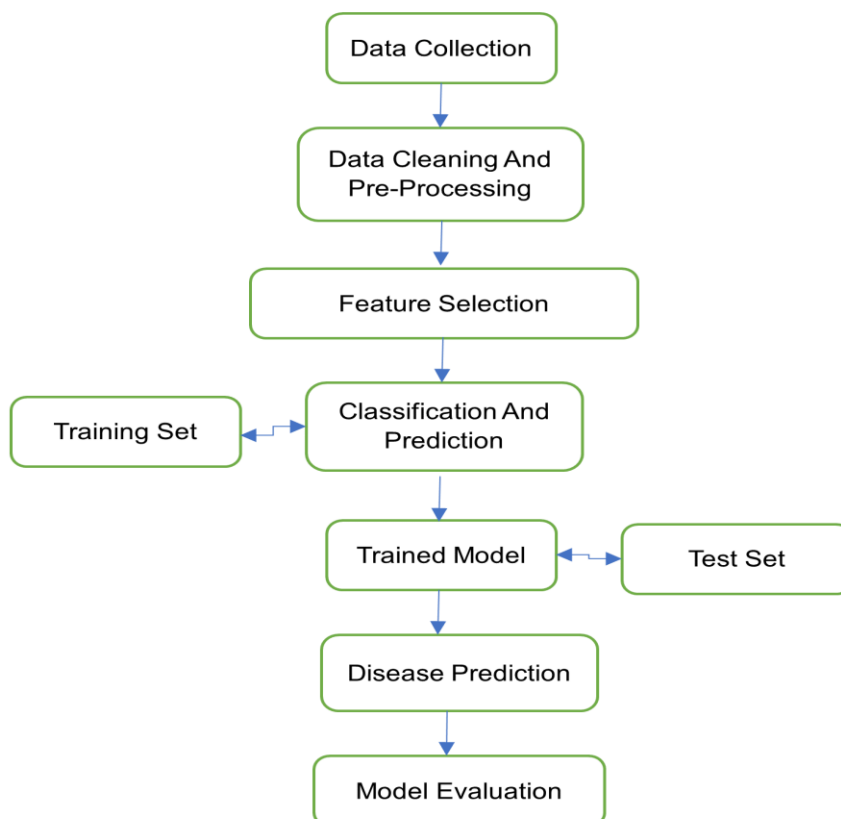 Data Collection
Data Cleaning And
Pre-Processing
Feature Selection
Classification And
Prediction
Training Set
Trained Model
Test Set
Disease Prediction
Model Evaluation